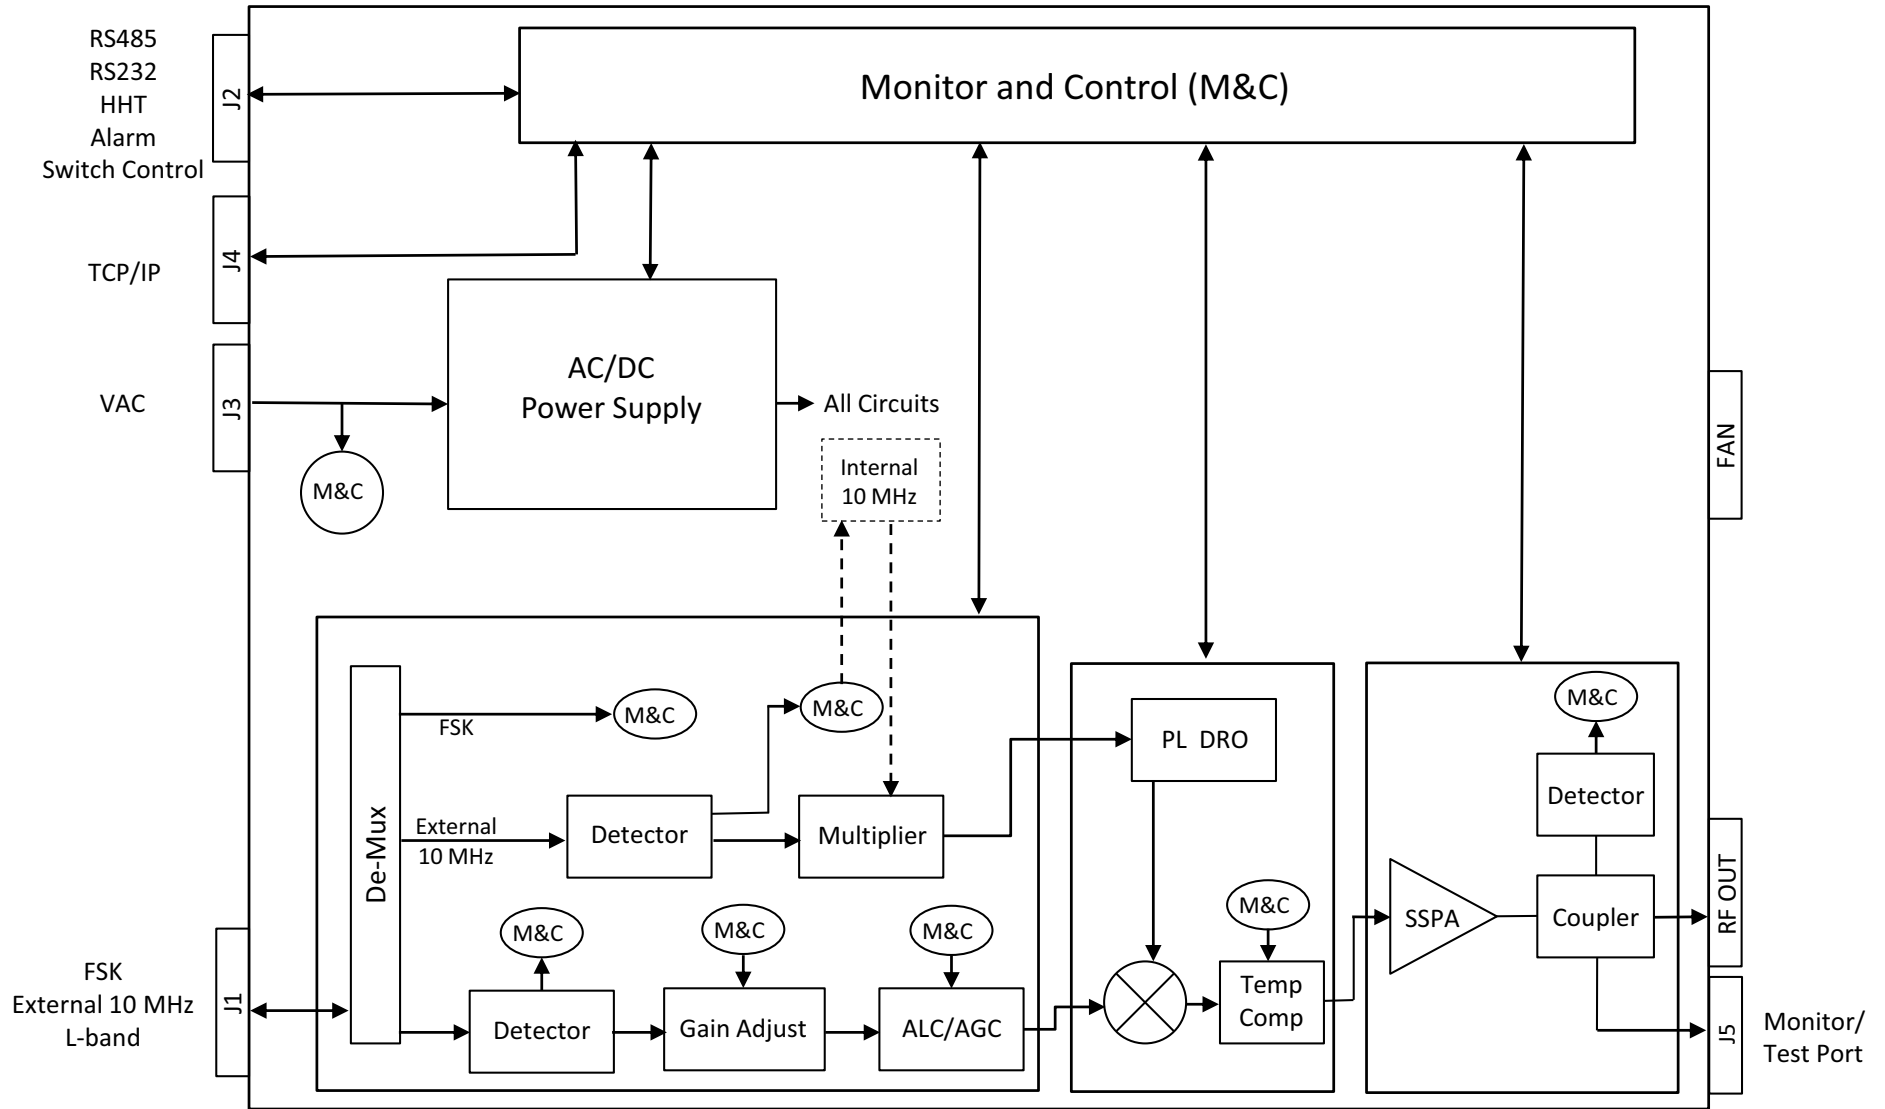 RS485
RS232
HHT
Alarm
Switch Control
J2
Monitor and Control (M&C)
TCP/IP
J4
VAC
J3
M&C
AC/DC
Power Supply
All Circuits
Internal
10 MHz
FAN
De-Mux
FSK
M&C
M&C
External
10 MHz
Detector
Multiplier
M&C
Detector
M&C
Gain Adjust
M&C
ALC/AGC
PL DRO
M&C
Temp
Comp
M&C
Detector
SSPA
Coupler
RF OUT
FSK
External 10 MHz
L-band
J1
J5
Monitor/
Test Port